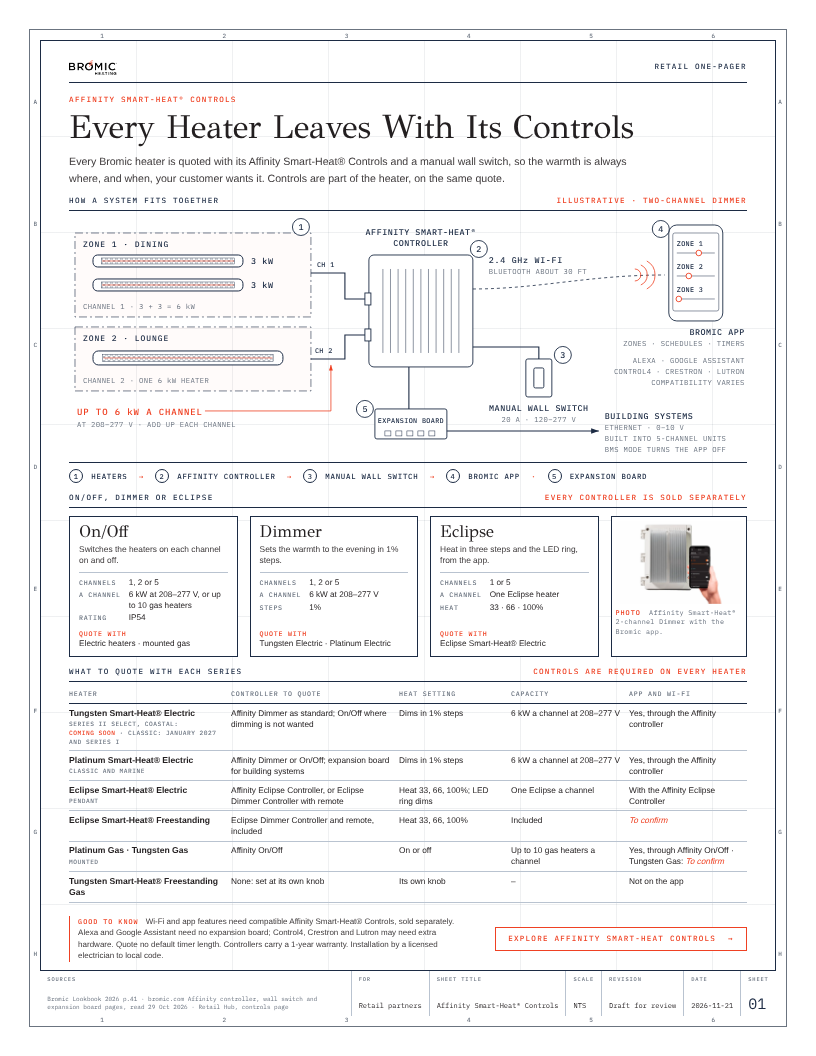 1 2 3 4 5 6
BROMIC
HEATING
RETAIL ONE-PAGER
AFFINITY SMART-HEAT® CONTROLS
Every Heater Leaves With Its Controls
Every Bromic heater is quoted with its Affinity Smart-Heat® Controls and a manual wall switch, so the warmth is always
where, and when, your customer wants it. Controls are part of the heater, on the same quote.
HOW A SYSTEM FITS TOGETHER
ILLUSTRATIVE · TWO-CHANNEL DIMMER
1
ZONE 1 · DINING
3 kW
3 kW
CHANNEL 1 · 3 + 3 = 6 kW
CH 1
ZONE 2 · LOUNGE
CHANNEL 2 · ONE 6 kW HEATER
CH 2
UP TO 6 kW A CHANNEL
AT 208–277 V · ADD UP EACH CHANNEL
AFFINITY SMART-HEAT®
CONTROLLER
2
2.4 GHz WI-FI
BLUETOOTH ABOUT 30 FT
4
ZONE 1
ZONE 2
ZONE 3
BROMIC APP
ZONES · SCHEDULES · TIMERS
ALEXA · GOOGLE ASSISTANT
CONTROL4 · CRESTRON · LUTRON
COMPATIBILITY VARIES
3
MANUAL WALL SWITCH
20 A · 120–277 V
5
EXPANSION BOARD
BUILDING SYSTEMS
ETHERNET · 0–10 V
BUILT INTO 5-CHANNEL UNITS
BMS MODE TURNS THE APP OFF
1 HEATERS → 2 AFFINITY CONTROLLER → 3 MANUAL WALL SWITCH → 4 BROMIC APP · 5 EXPANSION BOARD
ON/OFF, DIMMER OR ECLIPSE
EVERY CONTROLLER IS SOLD SEPARATELY
On/Off
Switches the heaters on each channel
on and off.
CHANNELS 1, 2 or 5
A CHANNEL 6 kW at 208–277 V, or up
to 10 gas heaters
RATING IP54
QUOTE WITH
Electric heaters · mounted gas
Dimmer
Sets the warmth to the evening in 1%
steps.
CHANNELS 1, 2 or 5
A CHANNEL 6 kW at 208–277 V
STEPS 1%
QUOTE WITH
Tungsten Electric · Platinum Electric
Eclipse
Heat in three steps and the LED ring,
from the app.
CHANNELS 1 or 5
A CHANNEL One Eclipse heater
HEAT 33 · 66 · 100%
QUOTE WITH
Eclipse Smart-Heat® Electric
PHOTO Affinity Smart-Heat®
2-channel Dimmer with the
Bromic app.
WHAT TO QUOTE WITH EACH SERIES
CONTROLS ARE REQUIRED ON EVERY HEATER
HEATER CONTROLLER TO QUOTE HEAT SETTING CAPACITY APP AND WI-FI
Tungsten Smart-Heat® Electric
SERIES II SELECT, COASTAL:
COMING SOON · CLASSIC: JANUARY 2027
AND SERIES I
Affinity Dimmer as standard; On/Off where
dimming is not wanted
Dims in 1% steps
6 kW a channel at 208–277 V
Yes, through the Affinity
controller
Platinum Smart-Heat® Electric
CLASSIC AND MARINE
Affinity Dimmer or On/Off; expansion board
for building systems
Dims in 1% steps
6 kW a channel at 208–277 V
Yes, through the Affinity
controller
Eclipse Smart-Heat® Electric
PENDANT
Affinity Eclipse Controller, or Eclipse
Dimmer Controller with remote
Heat 33, 66, 100%; LED
ring dims
One Eclipse a channel
With the Affinity Eclipse
Controller
Eclipse Smart-Heat® Freestanding
Eclipse Dimmer Controller and remote,
included
Heat 33, 66, 100%
Included
To confirm
Platinum Gas · Tungsten Gas
MOUNTED
Affinity On/Off
On or off
Up to 10 gas heaters a
channel
Yes, through Affinity On/Off ·
Tungsten Gas: To confirm
Tungsten Smart-Heat® Freestanding
Gas
None: set at its own knob
Its own knob
–
Not on the app
GOOD TO KNOW Wi-Fi and app features need compatible Affinity Smart-Heat® Controls, sold separately.
Alexa and Google Assistant need no expansion board; Control4, Crestron and Lutron may need extra
hardware. Quote no default timer length. Controllers carry a 1-year warranty. Installation by a licensed
electrician to local code.
EXPLORE AFFINITY SMART-HEAT CONTROLS →
SOURCES
Bromic Lookbook 2026 p.41 · bromic.com Affinity controller, wall switch and
expansion board pages, read 29 Oct 2026 · Retail Hub, controls page
FOR
Retail partners
SHEET TITLE
Affinity Smart-Heat® Controls
SCALE
NTS
REVISION
Draft for review
DATE
2026-11-21
SHEET
01
A A
B B
C C
D D
E E
F F
G G
H H
1 2 3 4 5 6